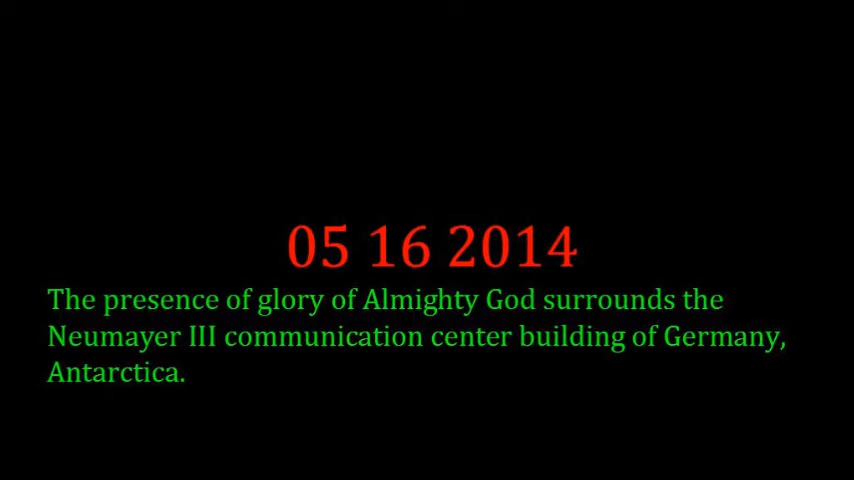 05 16 2014
The presence of glory of Almighty God surrounds the
Neumayer III communication center building of Germany,
Antarctica.